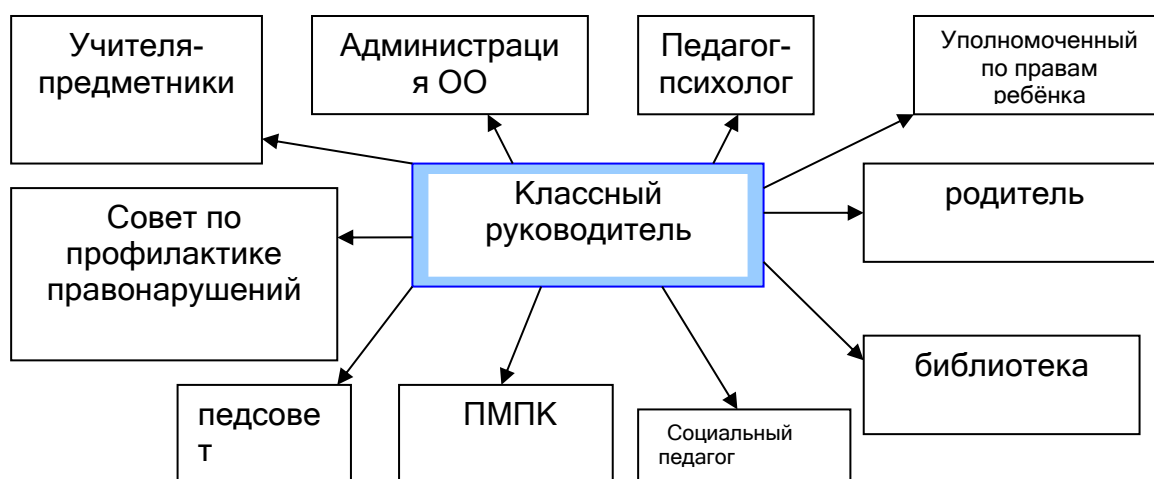 Учителя-
предметники
Администраци
я ОО
Педагог-
психолог
Уполномоченный
по правам
ребёнка
Классный
руководитель
родитель
Совет по
профилактике
правонарушений
библиотека
педсове
т
ПМПК
Социальный
педагог